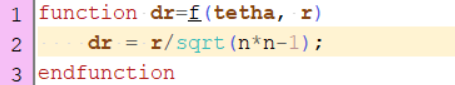 1 function dr=f(tetha, r)
2 dr = r/sqrt(n*n-1);
3 endfunction